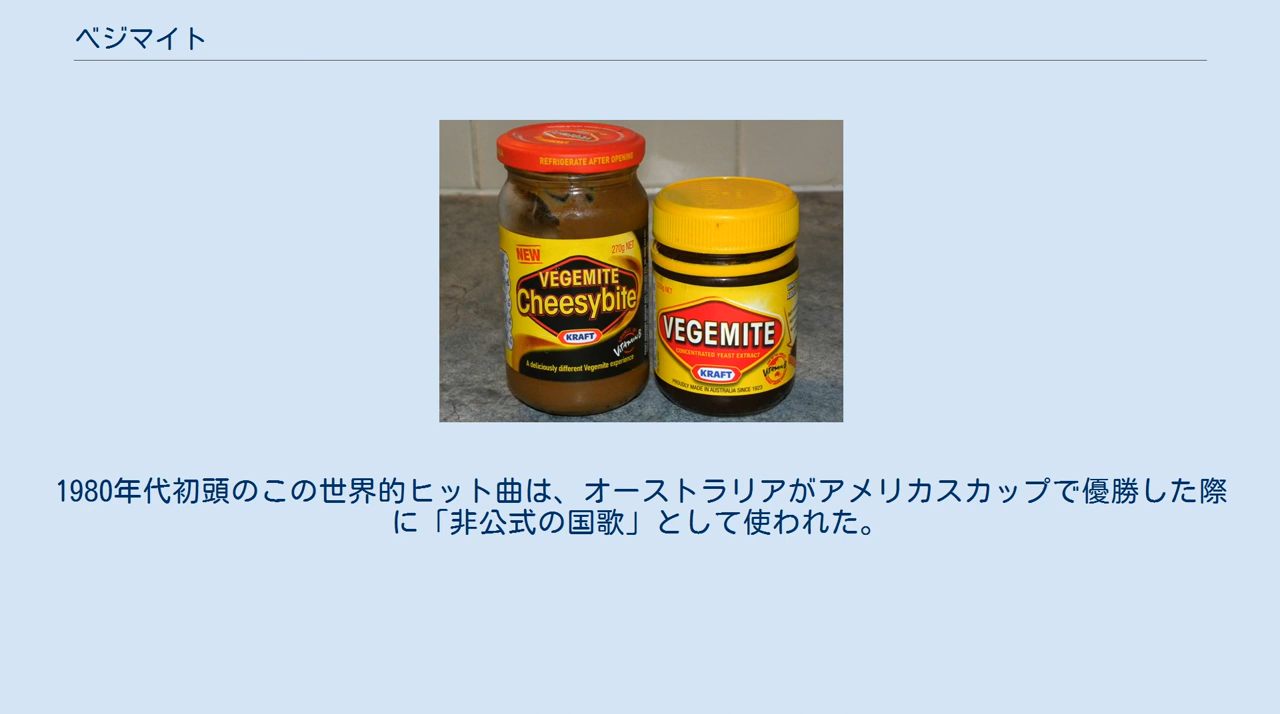 ベジマイト
REFRIGERATE AFTER OPENING
NEW
270g NET
VEGEMITE
Cheesybite
KRAFT
Vitamin B
A deliciously different Vegemite experience
VEGEMITE
CONCENTRATED YEAST EXTRACT
KRAFT
PROUDLY MADE IN AUSTRALIA SINCE 1923
1980年代初頭のこの世界的ヒット曲は、オーストラリアがアメリカスカップで優勝した際
に「非公式の国歌」として使われた。